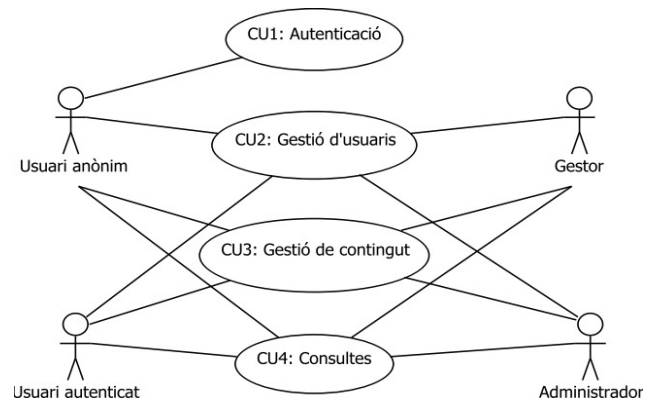 CU1: Autenticació
CU2: Gestió d'usuaris
Usuari anònim
Gestor
CU3: Gestió de contingut
CU4: Consultes
Usuari autenticat
Administrador